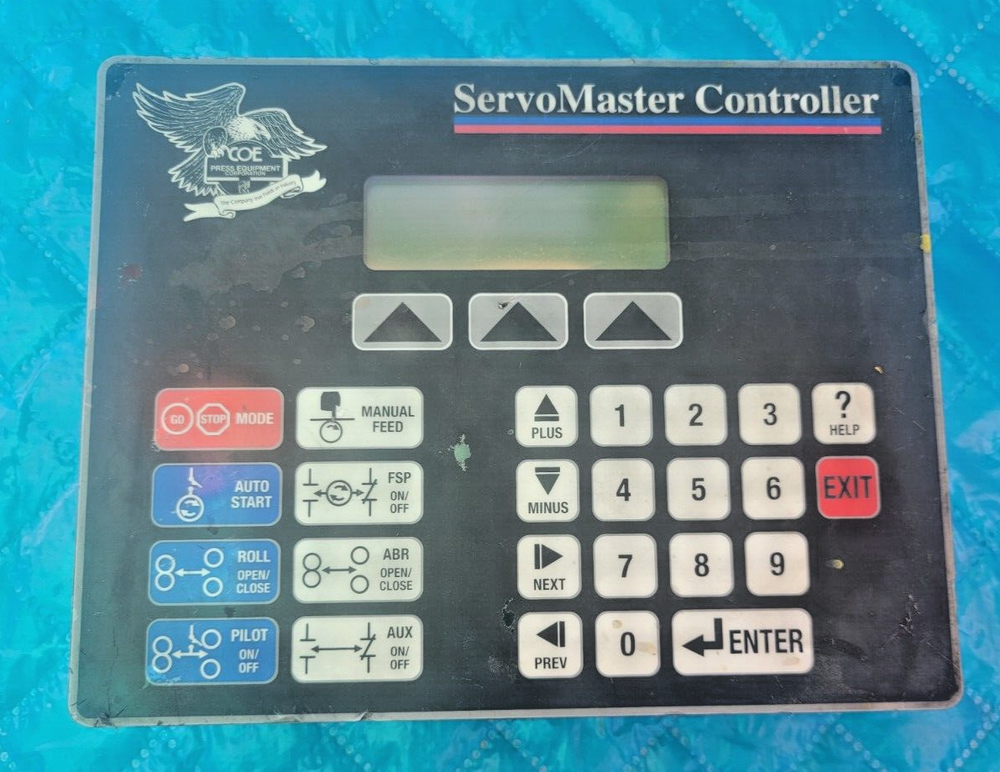 ServoMaster Controller
COE
PRESS EQUIPMENT
CORPORATION
GO STOP MODE
MANUAL
FEED
PLUS
1
2
3
?
HELP
AUTO
START
FSP
ON/
OFF
MINUS
4
5
6
EXIT
ROLL
OPEN/
CLOSE
ABR
OPEN/
CLOSE
NEXT
7
8
9
PILOT
ON/
OFF
AUX
ON/
OFF
PREV
0
ENTER